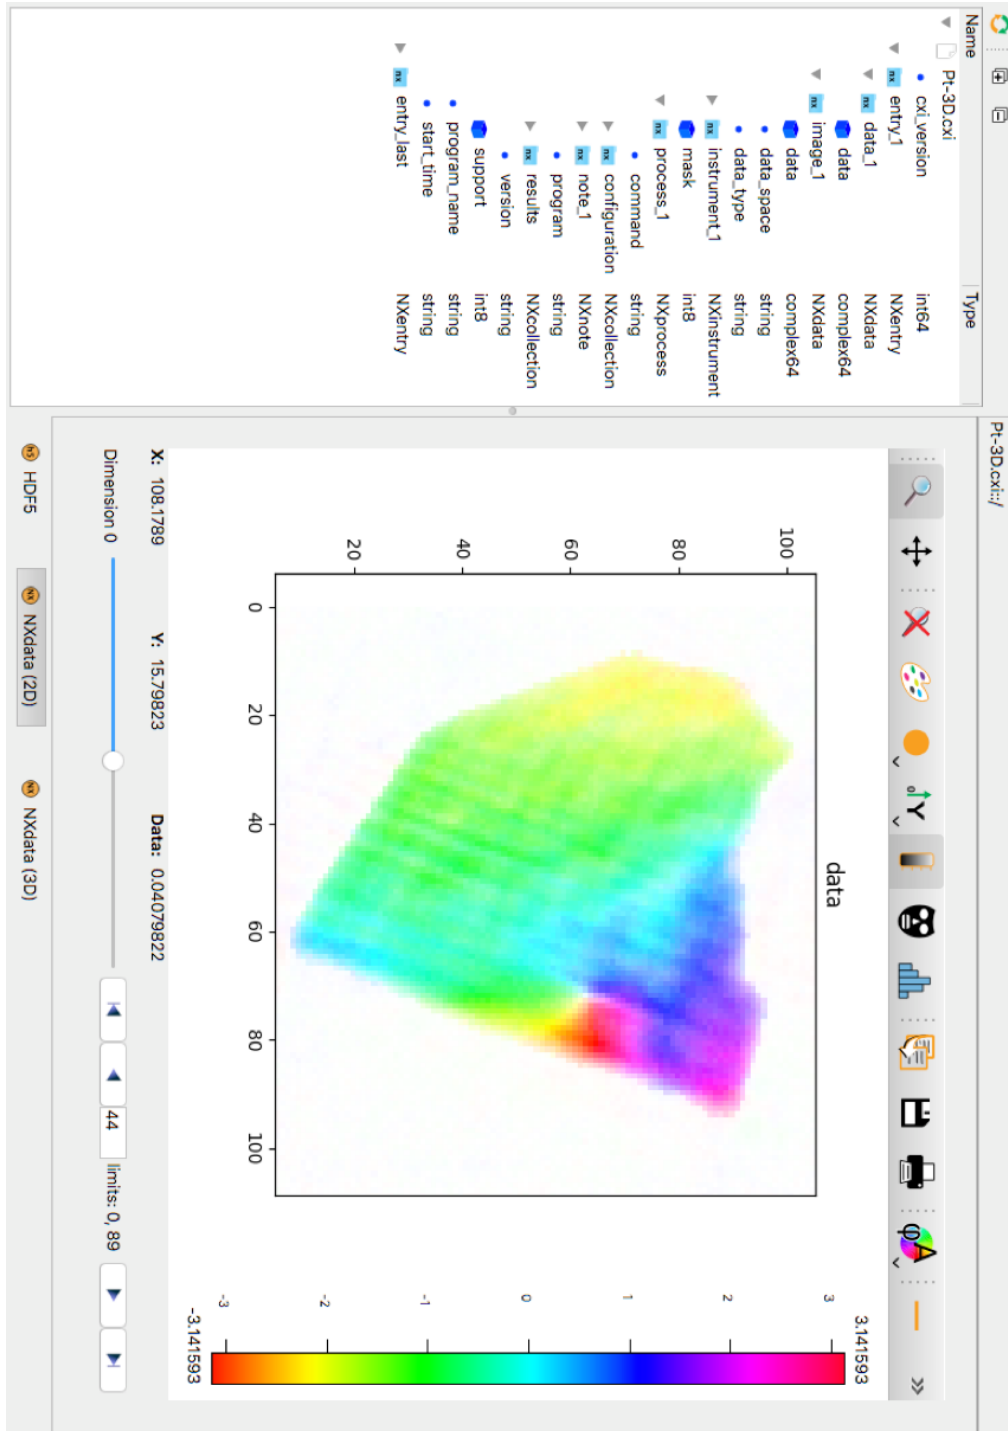 Pt-3D.cxi::/
Name Type
Pt-3D.cxi
cxi_version int64
entry_1 NXentry
data_1 NXdata
data complex64
image_1 NXdata
data complex64
data_space string
data_type string
instrument_1 NXinstrument
mask int8
process_1 NXprocess
command string
configuration NXcollection
note_1 NXnote
program string
results NXcollection
version string
support int8
program_name string
start_time string
entry_last NXentry
Y
φA
»
data
100
80
60
40
20
0 20 40 60 80 100
3.141593
3
2
1
0
-1
-2
-3
-3.141593
X: 108.1789 Y: 15.79823 Data: 0.04079822
Dimension 0 44 limits: 0, 89
HDF5 NXdata (2D) NXdata (3D)